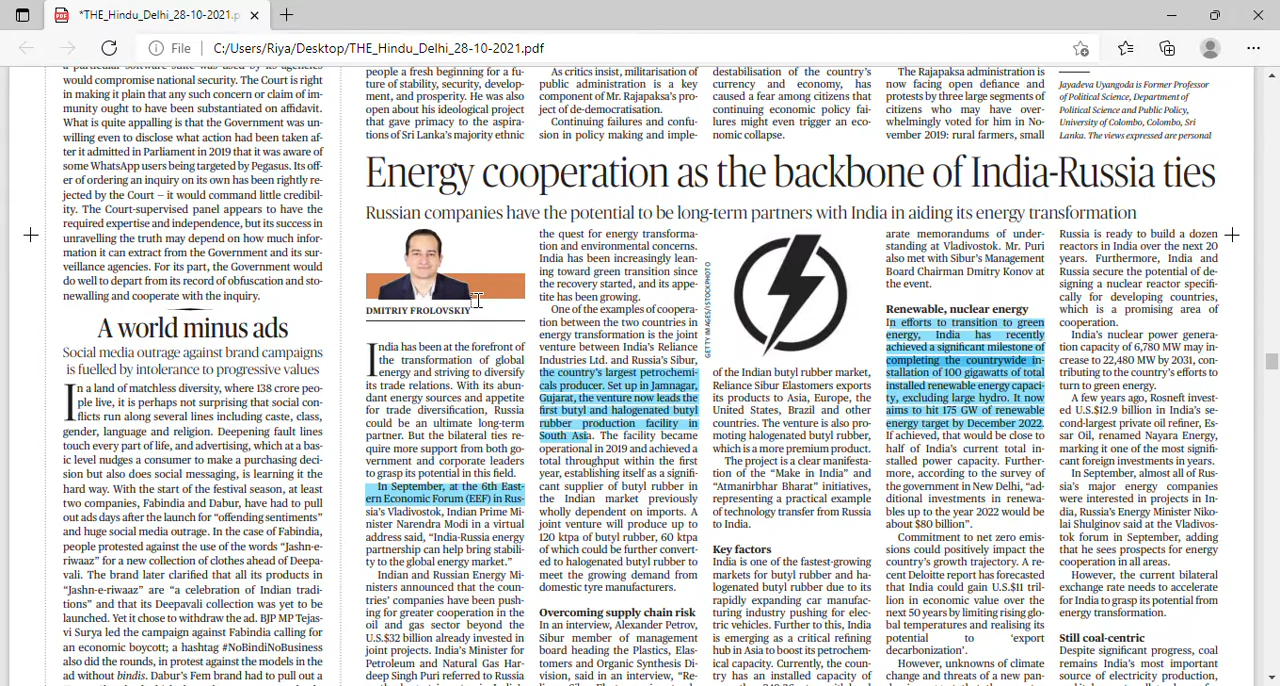 *THE_Hindu_Delhi_28-10-2021.p
File
C:/Users/Riya/Desktop/THE_Hindu_Delhi_28-10-2021.pdf
would compromise national security. The Court is right
in making it plain that any such concern or claim of im-
munity ought to have been substantiated on affidavit.
What is quite appalling is that the Government was un-
willing even to disclose what action had been taken af-
ter it admitted in Parliament in 2019 that it was aware of
some WhatsApp users being targeted by Pegasus. Its off-
er of ordering an inquiry on its own has been rightly re-
jected by the Court – it would command little credibil-
ity. The Court-supervised panel appears to have the
required expertise and independence, but its success in
unravelling the truth may depend on how much infor-
mation it can extract from the Government and its sur-
veillance agencies. For its part, the Government would
do well to depart from its record of obfuscation and sto-
newalling and cooperate with the inquiry.
A world minus ads
Social media outrage against brand campaigns
is fuelled by intolerance to progressive values
In a land of matchless diversity, where 138 crore peo-
ple live, it is perhaps not surprising that social con-
flicts run along several lines including caste, class,
gender, language and religion. Deepening fault lines
touch every part of life, and advertising, which at a bas-
ic level nudges a consumer to make a purchasing deci-
sion but also does social messaging, is learning it the
hard way. With the start of the festival season, at least
two companies, Fabindia and Dabur, have had to pull
out ads days after the launch for “offending sentiments”
and huge social media outrage. In the case of Fabindia,
people protested against the use of the words “Jashn-e-
riwaaz” for a new collection of clothes ahead of Deepa-
vali. The brand later clarified that all its products in
“Jashn-e-riwaaz” are “a celebration of Indian tradi-
tions” and that its Deepavali collection was yet to be
launched. Yet it chose to withdraw the ad. BJP MP Tejas-
vi Surya led the campaign against Fabindia calling for
an economic boycott; a hashtag #NoBindiNoBusiness
also did the rounds, in protest against the models in the
ad without bindis. Dabur’s Fem brand had to pull out a
people a fresh beginning for a fu-
ture of stability, security, develop-
ment, and prosperity. He was also
open about his ideological project
that gave primacy to the aspira-
tions of Sri Lanka’s majority ethnic
As critics insist, militarisation of
public administration is a key
component of Mr. Rajapaksa’s pro-
ject of de-democratisation.
Continuing failures and confu-
sion in policy making and imple-
destabilisation of the country’s
currency and economy, has
caused a fear among citizens that
continuing economic policy fai-
lures might even trigger an eco-
nomic collapse.
The Rajapaksa administration is
now facing open defiance and
protests by three large segments of
citizens who may have over-
whelmingly voted for him in No-
vember 2019: rural farmers, small
Jayadeva Uyangoda is Former Professor
of Political Science, Department of
Political Science and Public Policy,
University of Colombo, Colombo, Sri
Lanka. The views expressed are personal
Energy cooperation as the backbone of India-Russia ties
Russian companies have the potential to be long-term partners with India in aiding its energy transformation
DMITRIY FROLOVSKIY
India has been at the forefront of
the transformation of global
energy and striving to diversify
its trade relations. With its abun-
dant energy sources and appetite
for trade diversification, Russia
could be an ultimate long-term
partner. But the bilateral ties re-
quire more support from both go-
vernment and corporate leaders
to grasp its potential in this field.
In September, at the 6th East-
ern Economic Forum (EEF) in Rus-
sia’s Vladivostok, Indian Prime Mi-
nister Narendra Modi in a virtual
address said, “India-Russia energy
partnership can help bring stabili-
ty to the global energy market.”
Indian and Russian Energy Mi-
nisters announced that the coun-
tries’ companies have been push-
ing for greater cooperation in the
oil and gas sector beyond the
U.S.$32 billion already invested in
joint projects. India’s Minister for
Petroleum and Natural Gas Har-
deep Singh Puri referred to Russia
the quest for energy transforma-
tion and environmental concerns.
India has been increasingly lean-
ing toward green transition since
the recovery started, and its appe-
tite has been growing.
One of the examples of coopera-
tion between the two countries in
energy transformation is the joint
venture between India’s Reliance
Industries Ltd. and Russia’s Sibur,
the country’s largest petrochemi-
cals producer. Set up in Jamnagar,
Gujarat, the venture now leads the
first butyl and halogenated butyl
rubber production facility in
South Asia. The facility became
operational in 2019 and achieved a
total throughput within the first
year, establishing itself as a signifi-
cant supplier of butyl rubber in
the Indian market previously
wholly dependent on imports. A
joint venture will produce up to
120 ktpa of butyl rubber, 60 ktpa
of which could be further convert-
ed to halogenated butyl rubber to
meet the growing demand from
domestic tyre manufacturers.
Overcoming supply chain risk
In an interview, Alexander Petrov,
Sibur member of management
board heading the Plastics, Elas-
tomers and Organic Synthesis Di-
vision, said in an interview, “Re-
GETTY IMAGES/ISTOCKPHOTO
of the Indian butyl rubber market,
Reliance Sibur Elastomers exports
its products to Asia, Europe, the
United States, Brazil and other
countries. The venture is also pro-
moting halogenated butyl rubber,
which is a more premium product.
The project is a clear manifesta-
tion of the “Make in India” and
“Atmanirbhar Bharat” initiatives,
representing a practical example
of technology transfer from Russia
to India.
Key factors
India is one of the fastest-growing
markets for butyl rubber and ha-
logenated butyl rubber due to its
rapidly expanding car manufac-
turing industry pushing for elec-
tric vehicles. Further to this, India
is emerging as a critical refining
hub in Asia to boost its petrochem-
ical capacity. Currently, the coun-
try has an installed capacity of
arate memorandums of under-
standing at Vladivostok. Mr. Puri
also met with Sibur’s Management
Board Chairman Dmitry Konov at
the event.
Renewable, nuclear energy
In efforts to transition to green
energy, India has recently
achieved a significant milestone of
completing the countrywide in-
stallation of 100 gigawatts of total
installed renewable energy capaci-
ty, excluding large hydro. It now
aims to hit 175 GW of renewable
energy target by December 2022.
If achieved, that would be close to
half of India’s current total in-
stalled power capacity. Further-
more, according to the survey of
the government in New Delhi, “ad-
ditional investments in renewa-
bles up to the year 2022 would be
about $80 billion”.
Commitment to net zero emis-
sions could positively impact the
country’s growth trajectory. A re-
cent Deloitte report has forecasted
that India could gain U.S.$11 tril-
lion in economic value over the
next 50 years by limiting rising glo-
bal temperatures and realising its
potential to ‘export
decarbonization’.
However, unknowns of climate
change and threats of a new pan-
Russia is ready to build a dozen
reactors in India over the next 20
years. Furthermore, India and
Russia secure the potential of de-
signing a nuclear reactor specifi-
cally for developing countries,
which is a promising area of
cooperation.
India’s nuclear power genera-
tion capacity of 6,780 MW may in-
crease to 22,480 MW by 2031, con-
tributing to the country’s efforts to
turn to green energy.
A few years ago, Rosneft invest-
ed U.S.$12.9 billion in India’s se-
cond-largest private oil refiner, Es-
sar Oil, renamed Nayara Energy,
marking it one of the most signifi-
cant foreign investments in years.
In September, almost all of Rus-
sia’s major energy companies
were interested in projects in In-
dia, Russia’s Energy Minister Niko-
lai Shulginov said at the Vladivos-
tok forum in September, adding
that he sees prospects for energy
cooperation in all areas.
However, the current bilateral
exchange rate needs to accelerate
for India to grasp its potential from
energy transformation.
Still coal-centric
Despite significant progress, coal
remains India’s most important
source of electricity production,